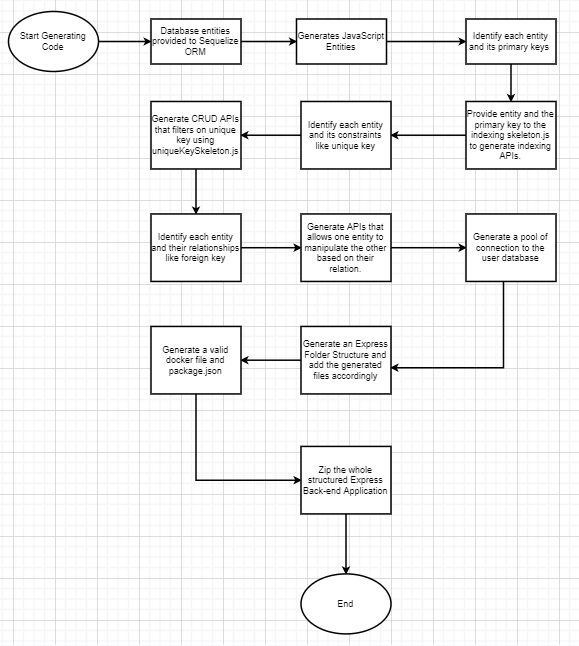 Start Generating
Code
Database entities
provided to Sequelize
ORM
Generates JavaScript
Entities
Identify each entity
and its primary keys
Provide entity and the
primary key to the
indexing skeleton.js
to generate indexing
APIs.
Identify each entity
and its constraints
like unique key
Generate CRUD APIs
that filters on unique
key using
uniqueKeySkeleton.js
Identify each entity
and their relationships
like foreign key
Generate APIs that
allows one entity to
manipulate the other
based on their
relation.
Generate a pool of
connection to the
user database
Generate an Express
Folder Structure and
add the generated
files accordingly
Generate a valid
docker file and
package.json
Zip the whole
structured Express
Back-end Application
End